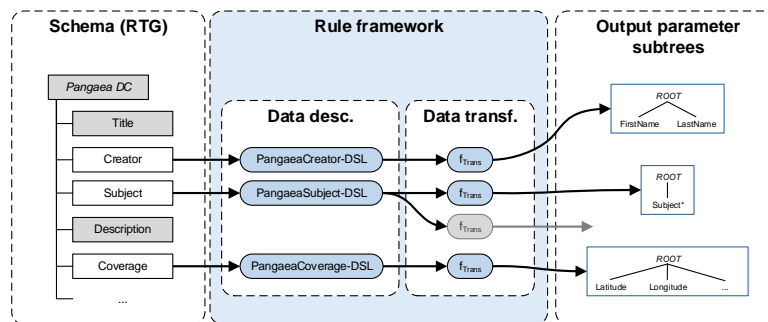 Schema (RTG)
Rule framework
Output parameter
subtrees
Pangaea DC
Title
Creator
Subject
Description
Coverage
...
Data desc.
Data transf.
PangaeaCreator-DSL
PangaeaSubject-DSL
PangaeaCoverage-DSL
fTrans
fTrans
fTrans
fTrans
ROOT
FirstName LastName
ROOT
Subject*
ROOT
Latitude Longitude ...